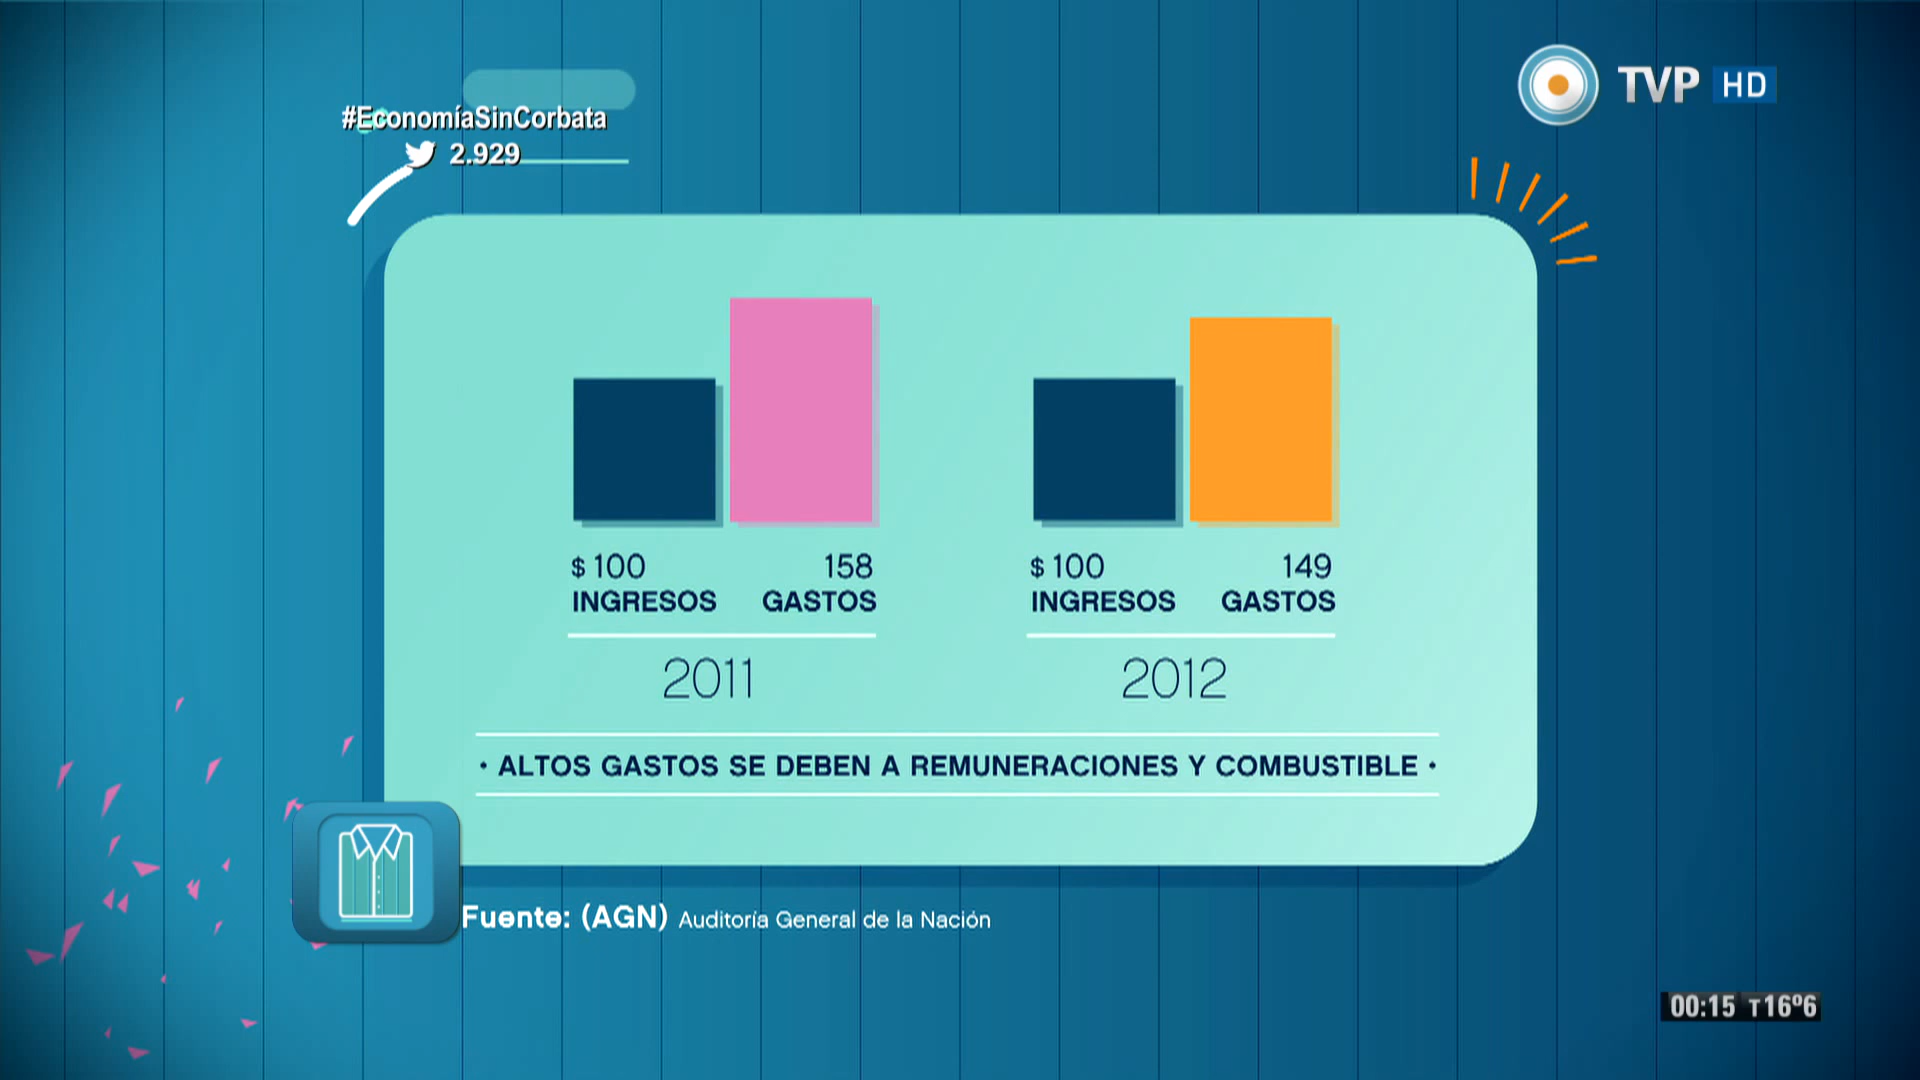 #EconomíaSinCorbata
2.929
TVP HD
$ 100 158
INGRESOS GASTOS
2011
$ 100 149
INGRESOS GASTOS
2012
• ALTOS GASTOS SE DEBEN A REMUNERACIONES Y COMBUSTIBLE •
Fuente: (AGN) Auditoría General de la Nación
00:15 T16º6